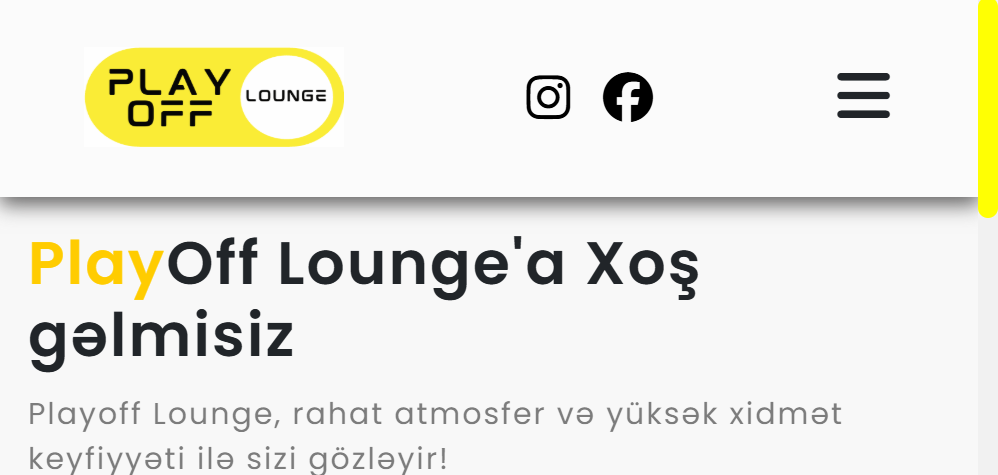 PLAY
OFF
LOUNGE
PlayOff Lounge'a Xoş
gəlmisiz
Playoff Lounge, rahat atmosfer və yüksək xidmət
keyfiyyəti ilə sizi gözləyir!